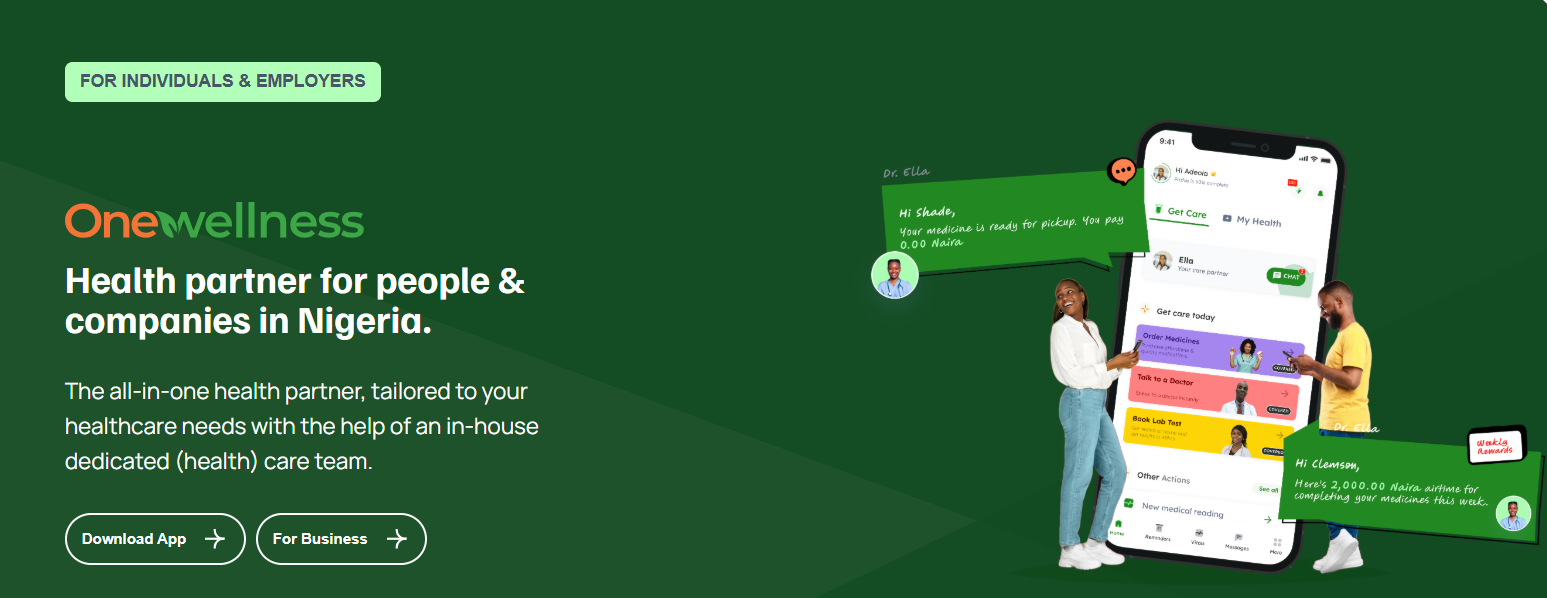 FOR INDIVIDUALS & EMPLOYERS
Onewellness
Health partner for people &
companies in Nigeria.
The all-in-one health partner, tailored to your
healthcare needs with the help of an in-house
dedicated (health) care team.
Download App
For Business
Dr. Ella
Hi Shade,
Your medicine is ready for pickup. You pay
0.00 Naira
9:41
Hi Adeola
Get Care
My Health
Ella
Your care partner
CHAT
Get care today
Order Medicines
Talk to a Doctor
Book Lab Test
Other Actions
See all
New medical reading
Home
Reminders
Vitals
Messages
More
Dr. Ella
Weekly
Rewards
Hi Clemson,
Here's 2,000.00 Naira airtime for
completing your medicines this week.